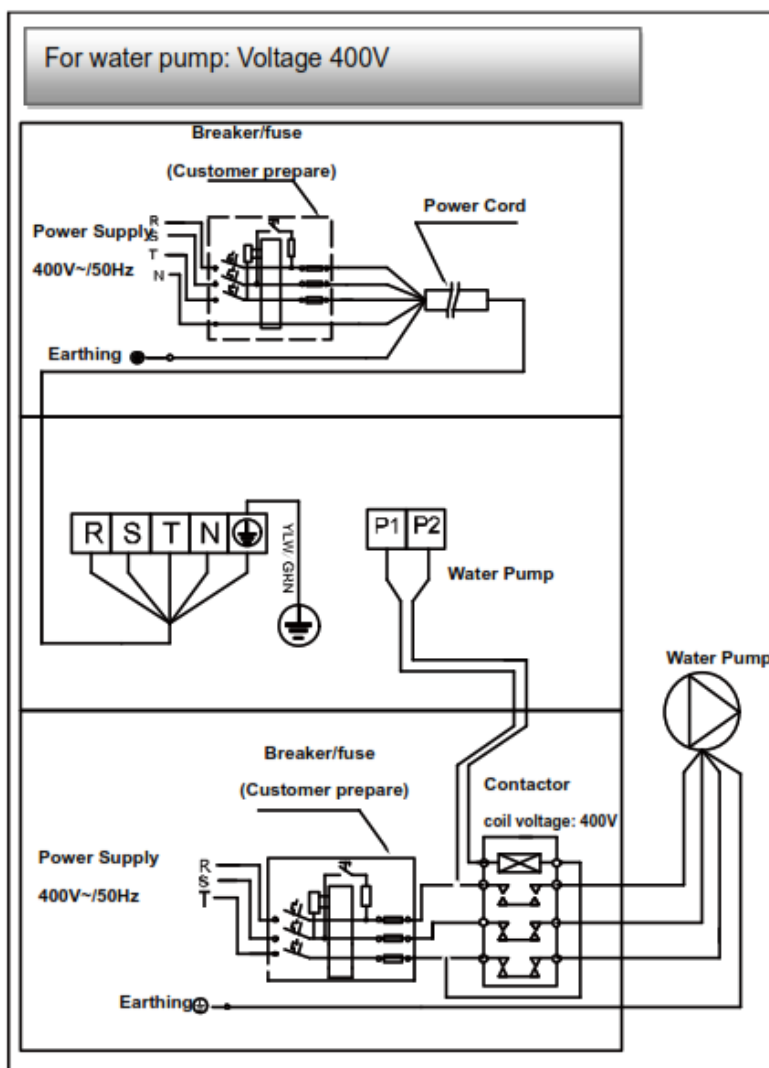 For water pump: Voltage 400V
Breaker/fuse
(Customer prepare)
Power Cord
R
Power Supply
S
T
400V~/50Hz
N
Earthing
R S T N
YLW/ GRN
P1 P2
Water Pump
Water Pump
Breaker/fuse
(Customer prepare)
Contactor
coil voltage: 400V
Power Supply
R
S
400V~/50Hz
T
Earthing